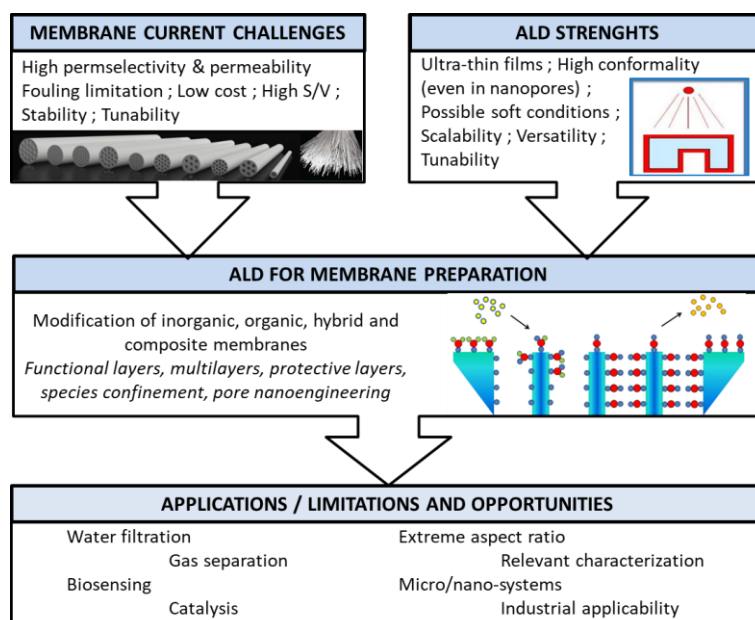 MEMBRANE CURRENT CHALLENGES
High permselectivity & permeability
Fouling limitation ; Low cost ; High S/V ;
Stability ; Tunability
ALD STRENGHTS
Ultra-thin films ; High conformality
(even in nanopores) ;
Possible soft conditions ;
Scalability ; Versatility ;
Tunability
ALD FOR MEMBRANE PREPARATION
Modification of inorganic, organic, hybrid and
composite membranes
Functional layers, multilayers, protective layers,
species confinement, pore nanoengineering
APPLICATIONS / LIMITATIONS AND OPPORTUNITIES
Water filtration
Gas separation
Biosensing
Catalysis
Extreme aspect ratio
Relevant characterization
Micro/nano-systems
Industrial applicability